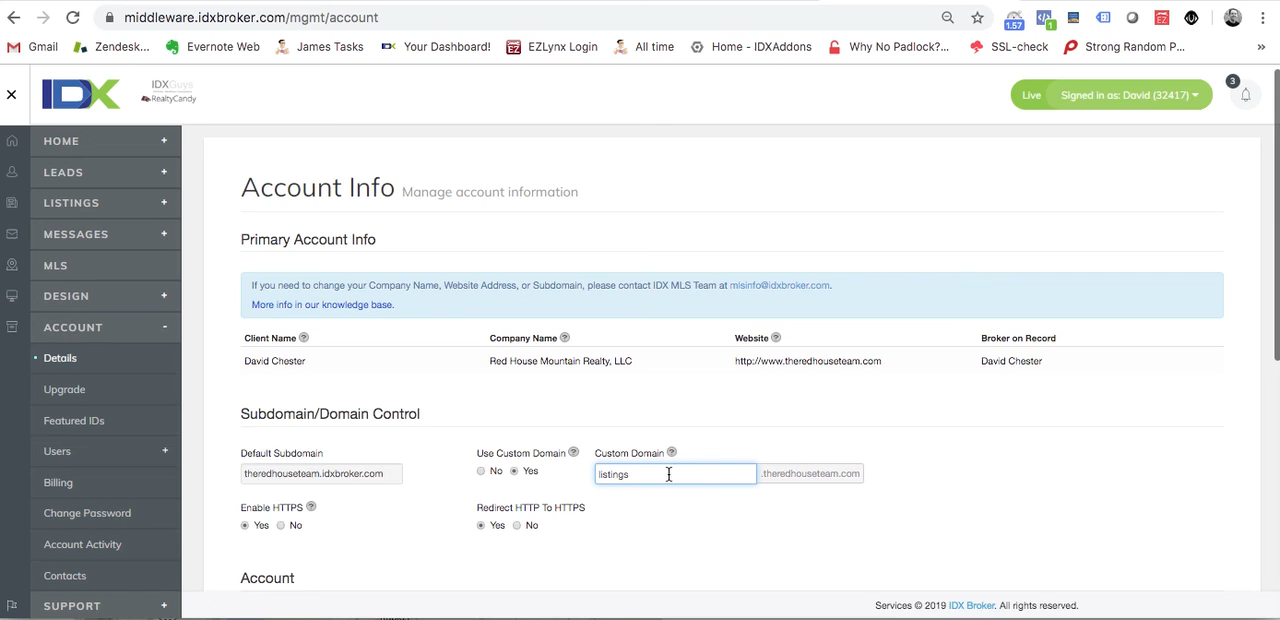 middleware.idxbroker.com/mgmt/account
1.57
1
EZ
Gmail
Zendesk...
Evernote Web
James Tasks
Your Dashboard!
EZLynx Login
All time
Home - IDXAddons
Why No Padlock?...
SSL-check
Strong Random P...
»
IDX
IDXGuys
RealtyCandy
Live
Signed in as: David (32417)
3
HOME +
LEADS +
LISTINGS +
MESSAGES +
MLS
DESIGN +
ACCOUNT -
Details
Upgrade
Featured IDs
Users +
Billing
Change Password
Account Activity
Contacts
SUPPORT +
Account Info Manage account information
Primary Account Info
If you need to change your Company Name, Website Address, or Subdomain, please contact IDX MLS Team at mlsinfo@idxbroker.com.
More info in our knowledge base.
Client Name ? Company Name ? Website ? Broker on Record
David Chester Red House Mountain Realty, LLC http://www.theredhouseteam.com David Chester
Subdomain/Domain Control
Default Subdomain Use Custom Domain ? Custom Domain ?
theredhouseteam.idxbroker.com No Yes listings .theredhouseteam.com
Enable HTTPS ? Redirect HTTP To HTTPS
Yes No Yes No
Account
Services © 2019 IDX Broker. All rights reserved.